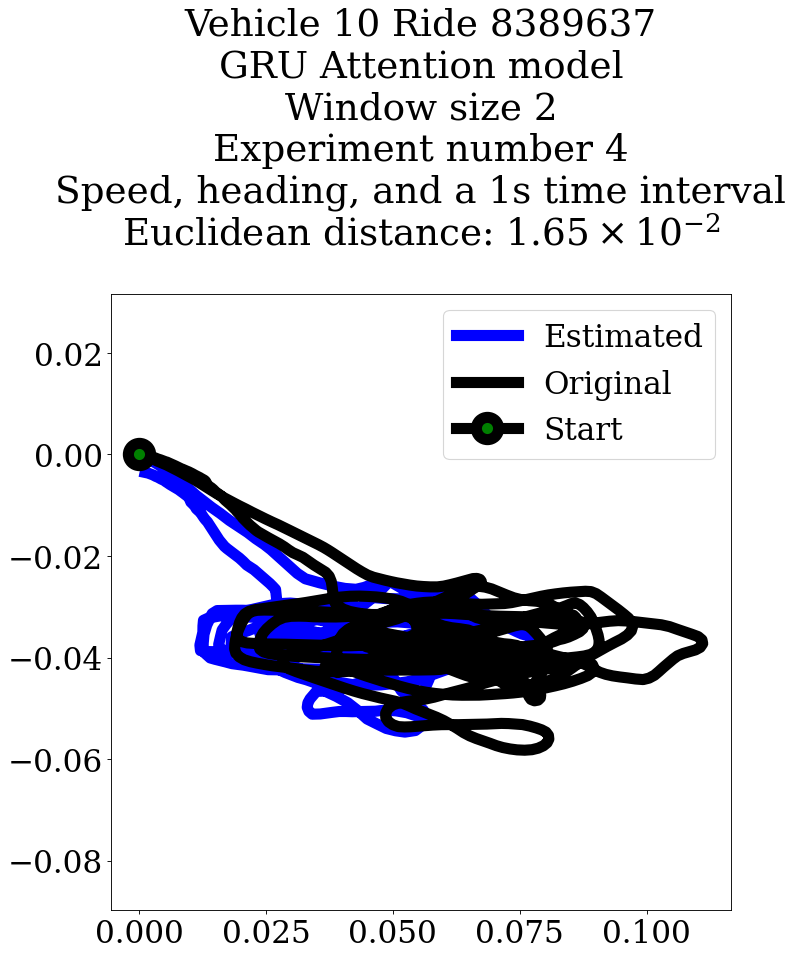 Vehicle 10 Ride 8389637
GRU Attention model
Window size 2
Experiment number 4
Speed, heading, and a 1s time interval
Euclidean distance: 1.65 × 10⁻²
Estimated
Original
Start
0.02
0.00
−0.02
−0.04
−0.06
−0.08
0.000 0.025 0.050 0.075 0.100